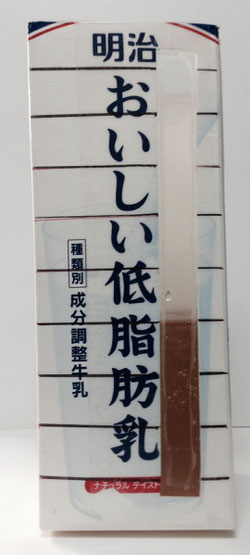 明治
おいしい低脂肪乳
種類別 成分調整牛乳
ナチュラル テイスト